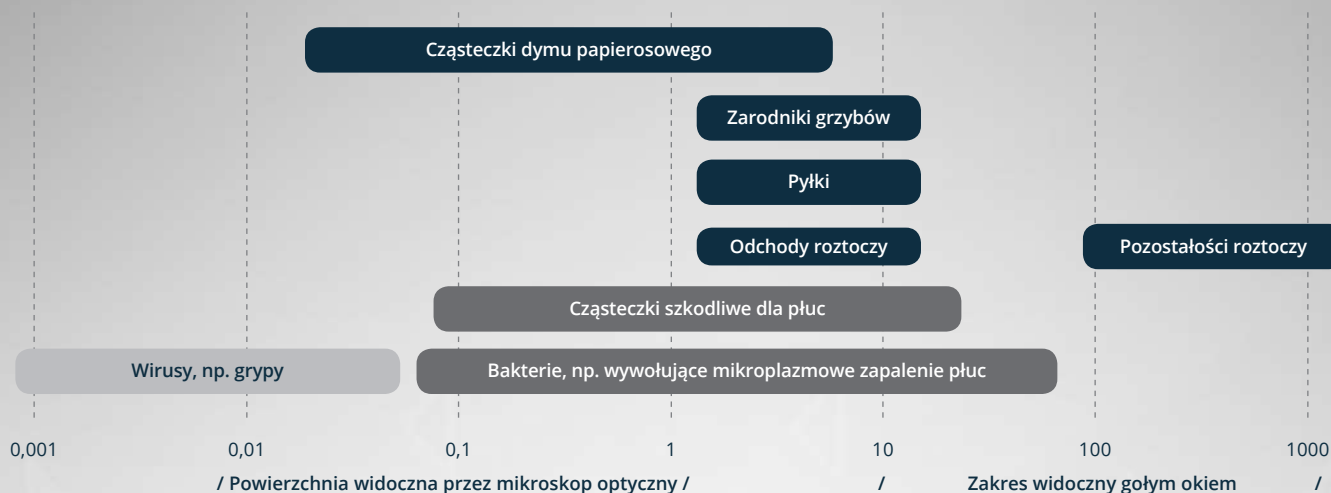 Cząsteczki dymu papierosowego
Zarodniki grzybów
Pyłki
Odchody roztoczy
Pozostałości roztoczy
Cząsteczki szkodliwe dla płuc
Wirusy, np. grypy
Bakterie, np. wywołujące mikroplazmowe zapalenie płuc
0,001 0,01 0,1 1 10 100 1000
/ Powierzchnia widoczna przez mikroskop optyczny / / Zakres widoczny gołym okiem /